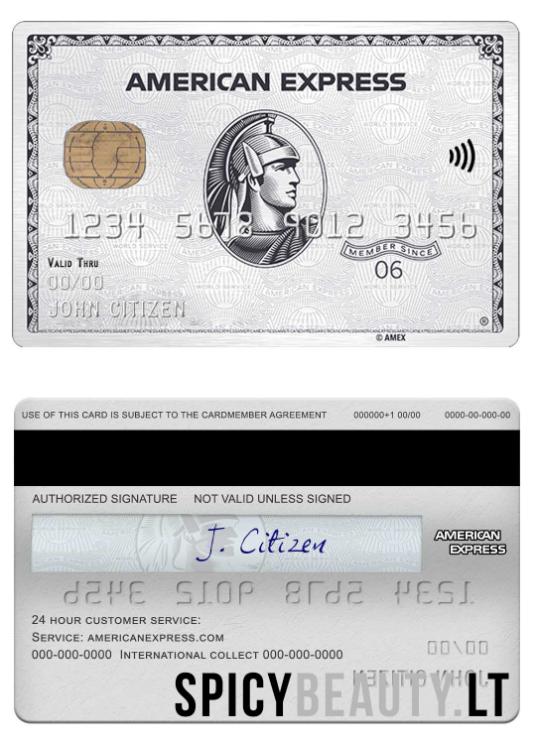 AMERICAN EXPRESS
1234 5678 9012 3456
MEMBER SINCE
06
VALID THRU
00/00
JOHN CITIZEN
®
© AMEX
USE OF THIS CARD IS SUBJECT TO THE CARDMEMBER AGREEMENT 000000+1 00/00 0000-00-000-00
AUTHORIZED SIGNATURE NOT VALID UNLESS SIGNED
J. Citizen
AMERICAN
EXPRESS
24 HOUR CUSTOMER SERVICE:
SERVICE: AMERICANEXPRESS.COM
000-000-0000 INTERNATIONAL COLLECT 000-000-0000
SPICYBEAUTY.LT